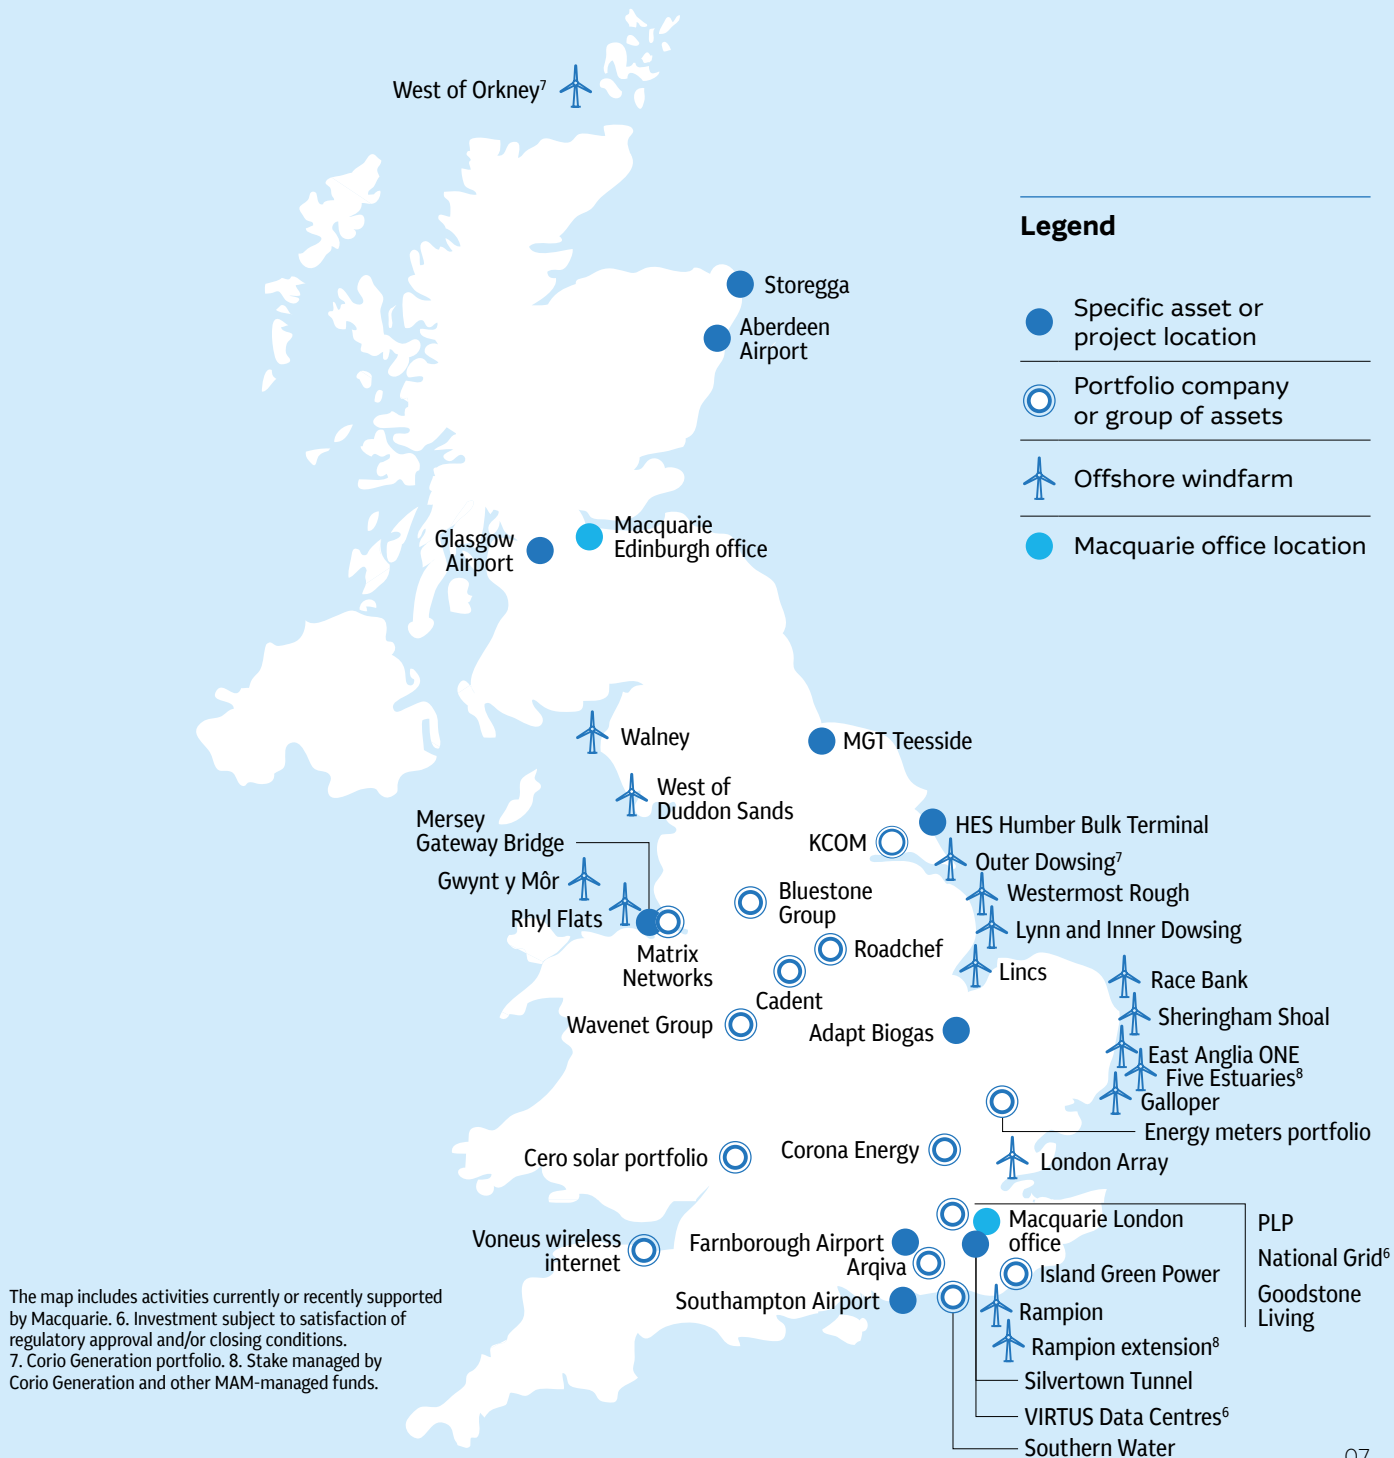 West of Orkney7
Legend
Specific asset or
project location
Portfolio company
or group of assets
Offshore windfarm
Macquarie office location
Storegga
Aberdeen
Airport
Glasgow
Airport
Macquarie
Edinburgh office
Walney
MGT Teesside
West of
Duddon Sands
Mersey
Gateway Bridge
HES Humber Bulk Terminal
KCOM
Outer Dowsing7
Gwynt y Môr
Bluestone
Group
Westermost Rough
Rhyl Flats
Lynn and Inner Dowsing
Matrix
Networks
Roadchef
Lincs
Race Bank
Cadent
Sheringham Shoal
Wavenet Group
Adapt Biogas
East Anglia ONE
Five Estuaries8
Galloper
Energy meters portfolio
Cero solar portfolio
Corona Energy
London Array
Voneus wireless
internet
Farnborough Airport
Macquarie London
office
PLP
National Grid6
Goodstone
Living
Arqiva
Island Green Power
Southampton Airport
Rampion
Rampion extension8
Silvertown Tunnel
VIRTUS Data Centres6
Southern Water
The map includes activities currently or recently supported
by Macquarie. 6. Investment subject to satisfaction of
regulatory approval and/or closing conditions.
7. Corio Generation portfolio. 8. Stake managed by
Corio Generation and other MAM-managed funds.